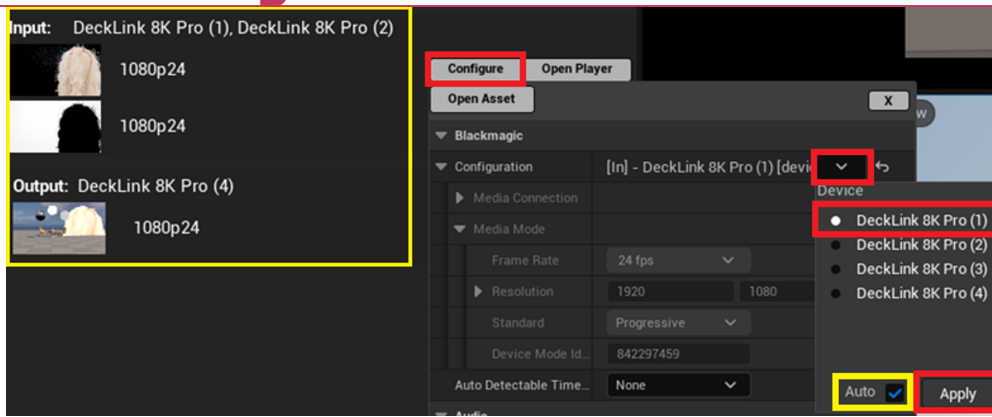 Input: DeckLink 8K Pro (1), DeckLink 8K Pro (2)
1080p24
1080p24
Output: DeckLink 8K Pro (4)
1080p24
Configure Open Player
Open Asset X
W
Blackmagic
Configuration [In] - DeckLink 8K Pro (1) [devi
Media Connection
Media Mode
Frame Rate 24 fps
Resolution 1920 1080
Standard Progressive
Device Mode Id...
842297459
Auto Detectable Time... None
Audio
Device
DeckLink 8K Pro (1)
DeckLink 8K Pro (2)
DeckLink 8K Pro (3)
DeckLink 8K Pro (4)
Auto Apply